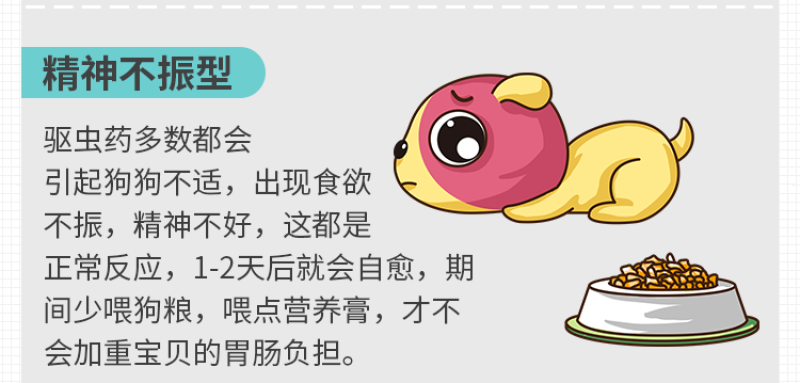 精神不振型
驱虫药多数都会
引起狗狗不适，出现食欲
不振，精神不好，这都是
正常反应，1-2天后就会自愈，期
间少喂狗粮，喂点营养膏，才不
会加重宝贝的胃肠负担。